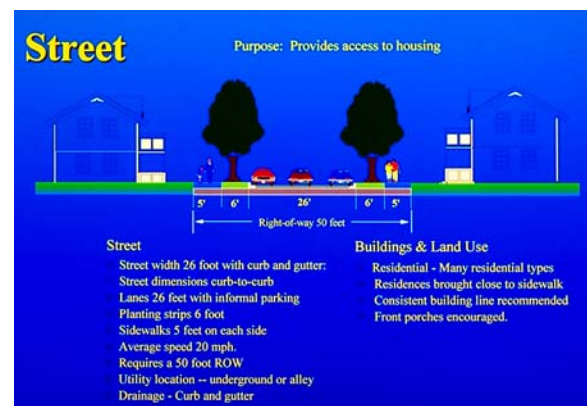 Street
Purpose: Provides access to housing
5' 6' 26' 6' 5'
Right-of-way 50 feet
Street
Street width 26 foot with curb and gutter:
Street dimensions curb-to-curb
Lanes 26 feet with informal parking
Planting strips 6 foot
Sidewalks 5 feet on each side
Average speed 20 mph.
Requires a 50 foot ROW
Utility location -- underground or alley
Drainage - Curb and gutter
Buildings & Land Use
Residential - Many residential types
Residences brought close to sidewalk
Consistent building line recommended
Front porches encouraged.